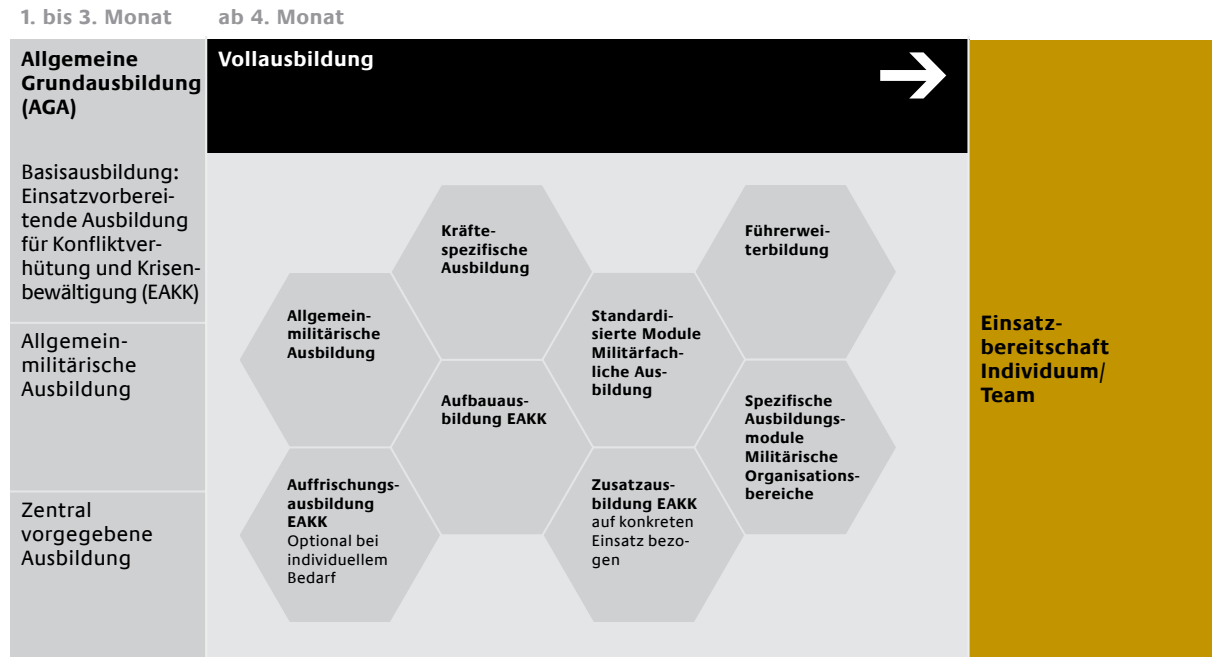 1. bis 3. Monat
ab 4. Monat
Allgemeine
Grundausbildung
(AGA)
Basisausbildung:
Einsatzvorberei-
tende Ausbildung
für Konfliktver-
hütung und Krisen-
bewältigung (EAKK)
Allgemein-
militärische
Ausbildung
Zentral
vorgegebene
Ausbildung
Vollausbildung
Allgemein-
militärische
Ausbildung
Auffrischungs-
ausbildung
EAKK
Optional bei
individuellem
Bedarf
Kräfte-
spezifische
Ausbildung
Aufbauaus-
bildung EAKK
Standardi-
sierte Module
Militärfach-
liche Aus-
bildung
Zusatzaus-
bildung EAKK
auf konkreten
Einsatz bezo-
gen
Führerwei-
terbildung
Spezifische
Ausbildungs-
module
Militärische
Organisations-
bereiche
Einsatz-
bereitschaft
Individuum/
Team